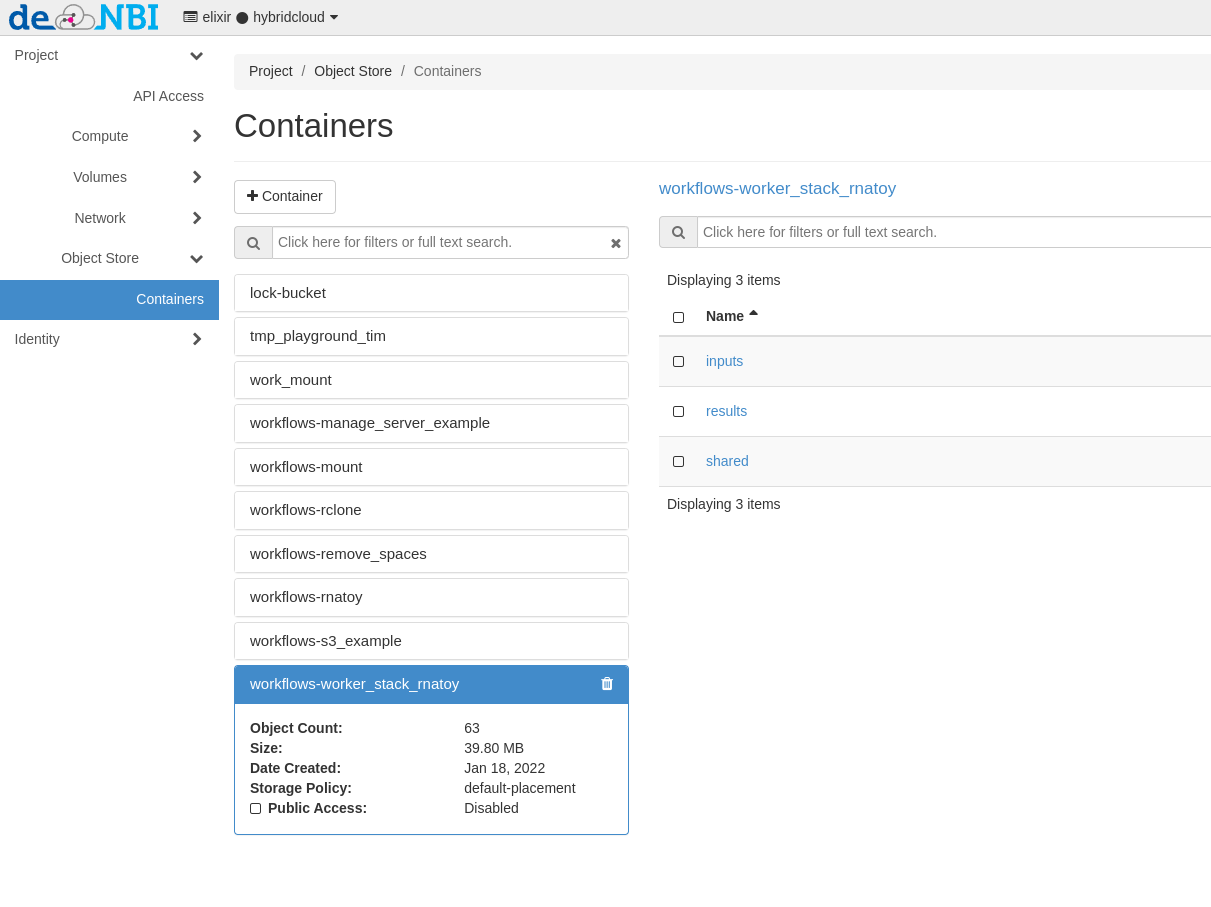 de NBI elixir ● hybridcloud
Project
API Access
Compute
Volumes
Network
Object Store
Containers
Identity
Project / Object Store / Containers
Containers
Container
Click here for filters or full text search.
lock-bucket
tmp_playground_tim
work_mount
workflows-manage_server_example
workflows-mount
workflows-rclone
workflows-remove_spaces
workflows-rnatoy
workflows-s3_example
workflows-worker_stack_rnatoy
Object Count: 63
Size: 39.80 MB
Date Created: Jan 18, 2022
Storage Policy: default-placement
Public Access: Disabled
workflows-worker_stack_rnatoy
Click here for filters or full text search.
Displaying 3 items
Name
inputs
results
shared
Displaying 3 items